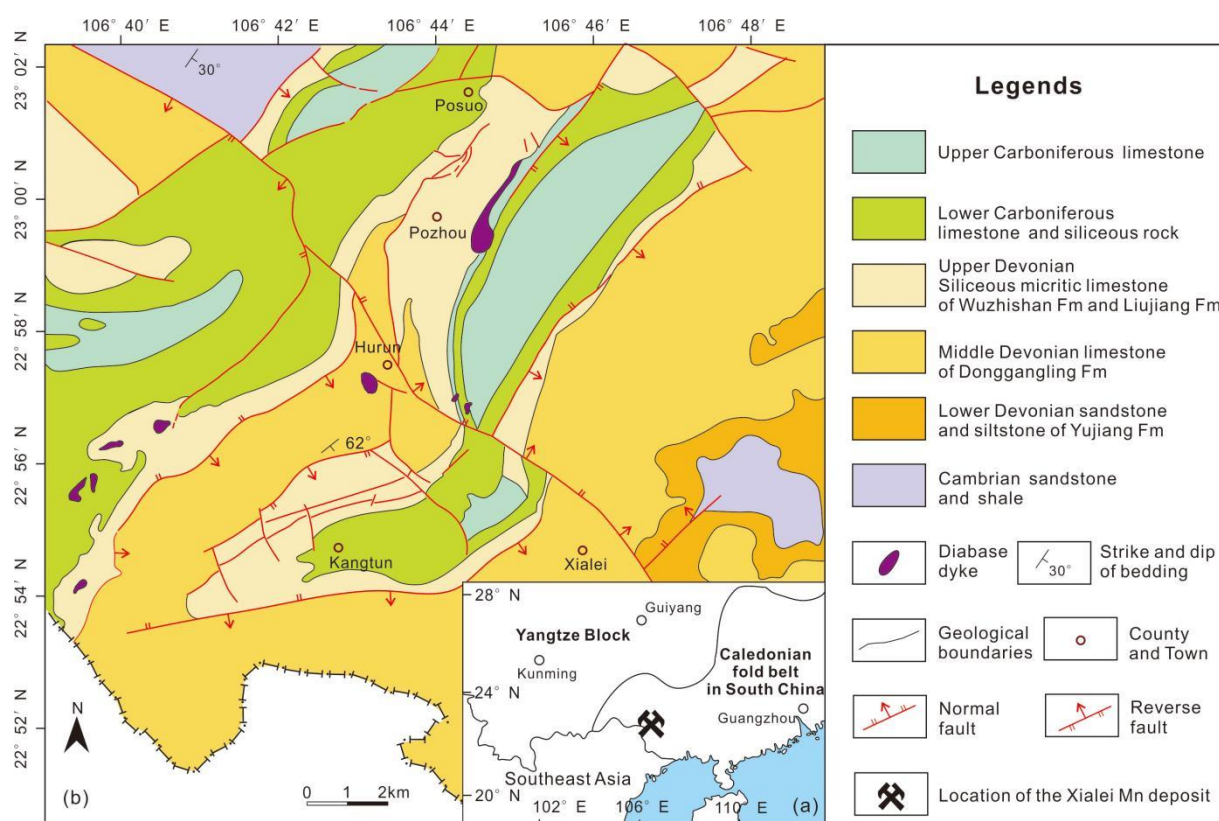 106° 40′ E
106° 42′ E
106° 44′ E
106° 46′ E
106° 48′ E
23° 02′ N
23° 00′ N
22° 58′ N
22° 56′ N
22° 54′ N
22° 52′ N
30°
Posuo
Pozhou
Hurun
62°
Kangtun
Xialei
N
(b)
0 1 2km
28° N
24° N
20° N
Guiyang
Yangtze Block
Kunming
Caledonian
fold belt
in South China
Guangzhou
Southeast Asia
102° E
106° E
110 E
(a)
Legends
Upper Carboniferous limestone
Lower Carboniferous
limestone and siliceous rock
Upper Devonian
Siliceous micritic limestone
of Wuzhishan Fm and Liujiang Fm
Middle Devonian limestone
of Donggangling Fm
Lower Devonian sandstone
and siltstone of Yujiang Fm
Cambrian sandstone
and shale
Diabase
dyke
30°
Strike and dip
of bedding
Geological
boundaries
County
and Town
Normal
fault
Reverse
fault
Location of the Xialei Mn deposit